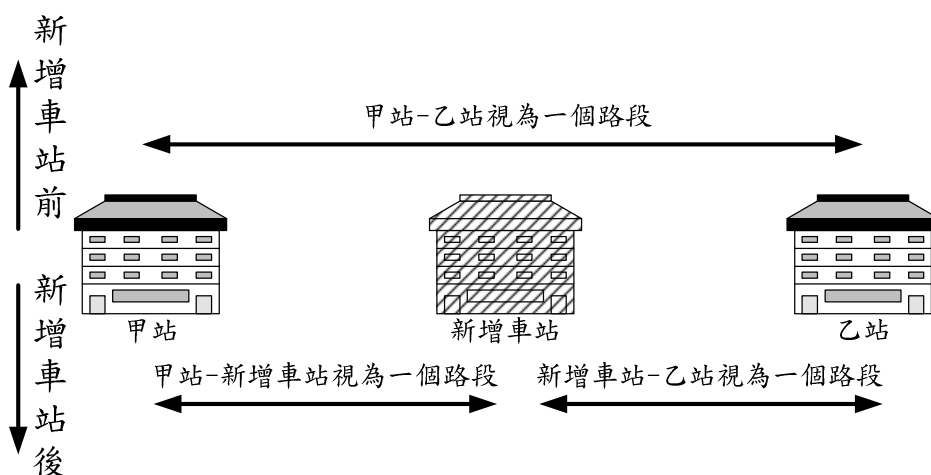 新增車站前
甲站-乙站視為一個路段
甲站
新增車站
乙站
新增車站後
甲站-新增車站視為一個路段
新增車站-乙站視為一個路段